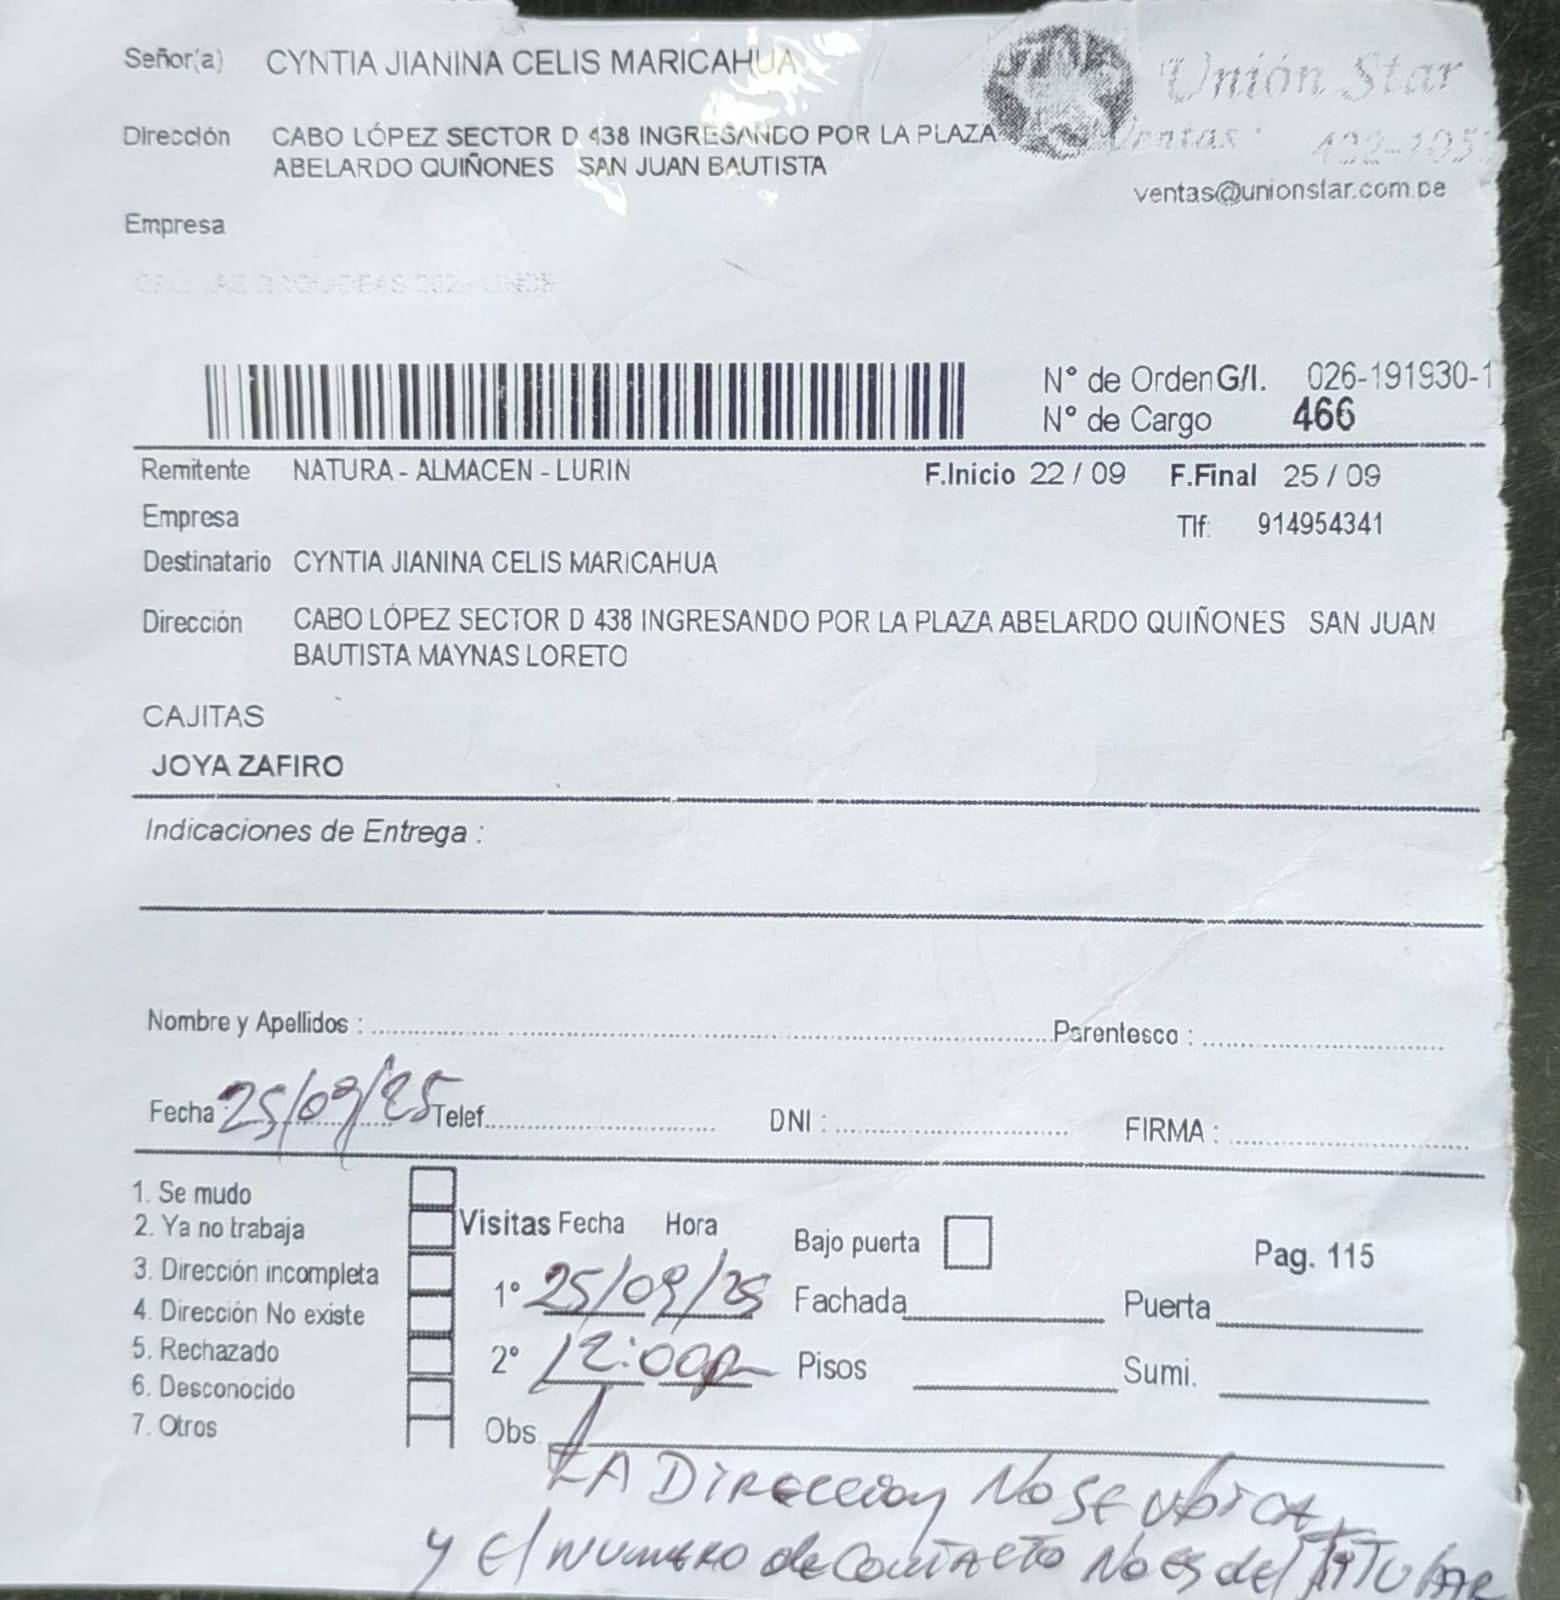 Señor(a) CYNTIA JIANINA CELIS MARICAHUA
Unión Star
Ventas:
Dirección CABO LÓPEZ SECTOR D 438 INGRESANDO POR LA PLAZA
ABELARDO QUIÑONES SAN JUAN BAUTISTA
ventas@unionstar.com.pe
Empresa
N° de Orden G/I. 026-191930-1
N° de Cargo 466
Remitente NATURA - ALMACEN - LURIN F.Inicio 22 / 09 F.Final 25 / 09
Empresa Tlf: 914954341
Destinatario CYNTIA JIANINA CELIS MARICAHUA
Dirección CABO LÓPEZ SECTOR D 438 INGRESANDO POR LA PLAZA ABELARDO QUIÑONES SAN JUAN
BAUTISTA MAYNAS LORETO
CAJITAS
JOYA ZAFIRO
Indicaciones de Entrega :
Nombre y Apellidos : Parentesco :
Fecha 25/09/25 Telef. DNI : FIRMA :
1. Se mudo
2. Ya no trabaja Visitas Fecha Hora Bajo puerta Pag. 115
3. Dirección incompleta 1° 25/09/25 Fachada Puerta
4. Dirección No existe
5. Rechazado 2° 12:00pm Pisos Sumi.
6. Desconocido
7. Otros Obs.
LA DIRECCION NO SE UBICA
y El NUMERO de CONTACTO NO es del TITULAR